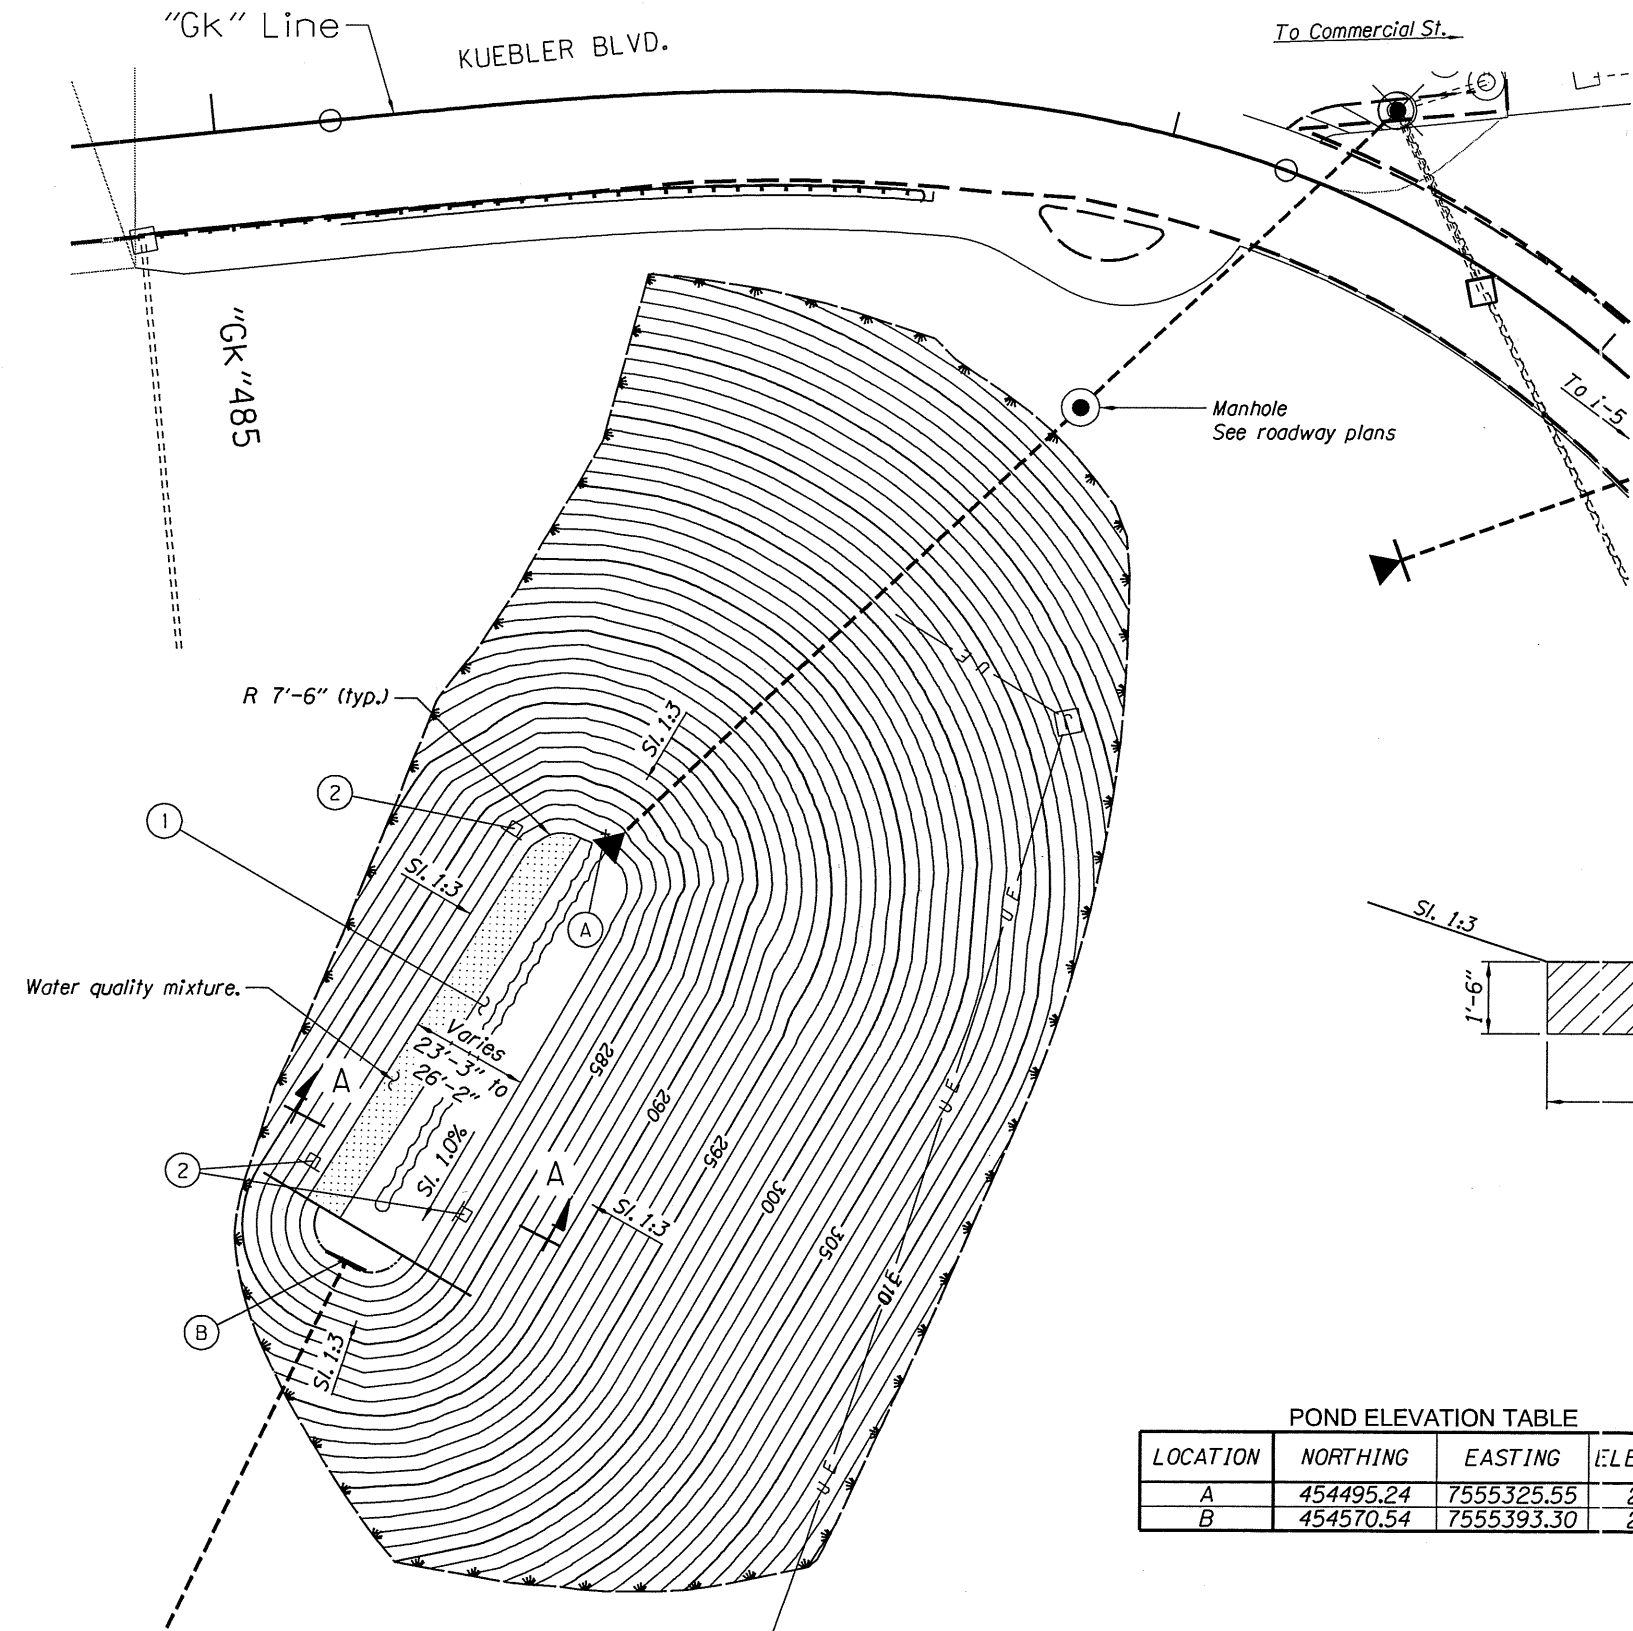 "Gk" Line
KUEBLER BLVD.
To Commercial St.
"Gk"485
Manhole
See roadway plans
To I-5
R 7'-6" (typ.)
Sl. 1:3
U E
2
1
Sl. 1:3
A
U E
Sl. 1:3
1'-6"
Water quality mixture.
Varies
23'-3" to
26'-2"
A
285
290
295
300
305
310
U E
Sl. 1.0%
2
A
Sl. 1:3
B
Sl. 1:3
U E
POND ELEVATION TABLE
LOCATION NORTHING EASTING ELE
A 454495.24 7555325.55 2
B 454570.54 7555393.30 2